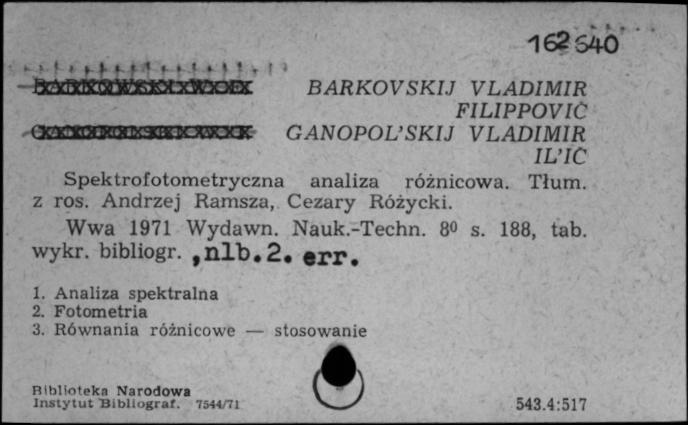 162640
BARKOVSKIJ VLADIMIR
FILIPPOVIČ
GANOPOL'SKIJ VLADIMIR
IL'IČ
Spektrofotometryczna analiza różnicowa. Tłum.
z ros. Andrzej Ramsza, Cezary Różycki.
Wwa 1971 Wydawn. Nauk.-Techn. 8⁰ s. 188, tab.
wykr. bibliogr. , nlb. 2. err.
1. Analiza spektralna
2. Fotometria
3. Równania różnicowe — stosowanie
Biblioteka Narodowa
Instytut Bibliograf. 7544/71
543.4:517